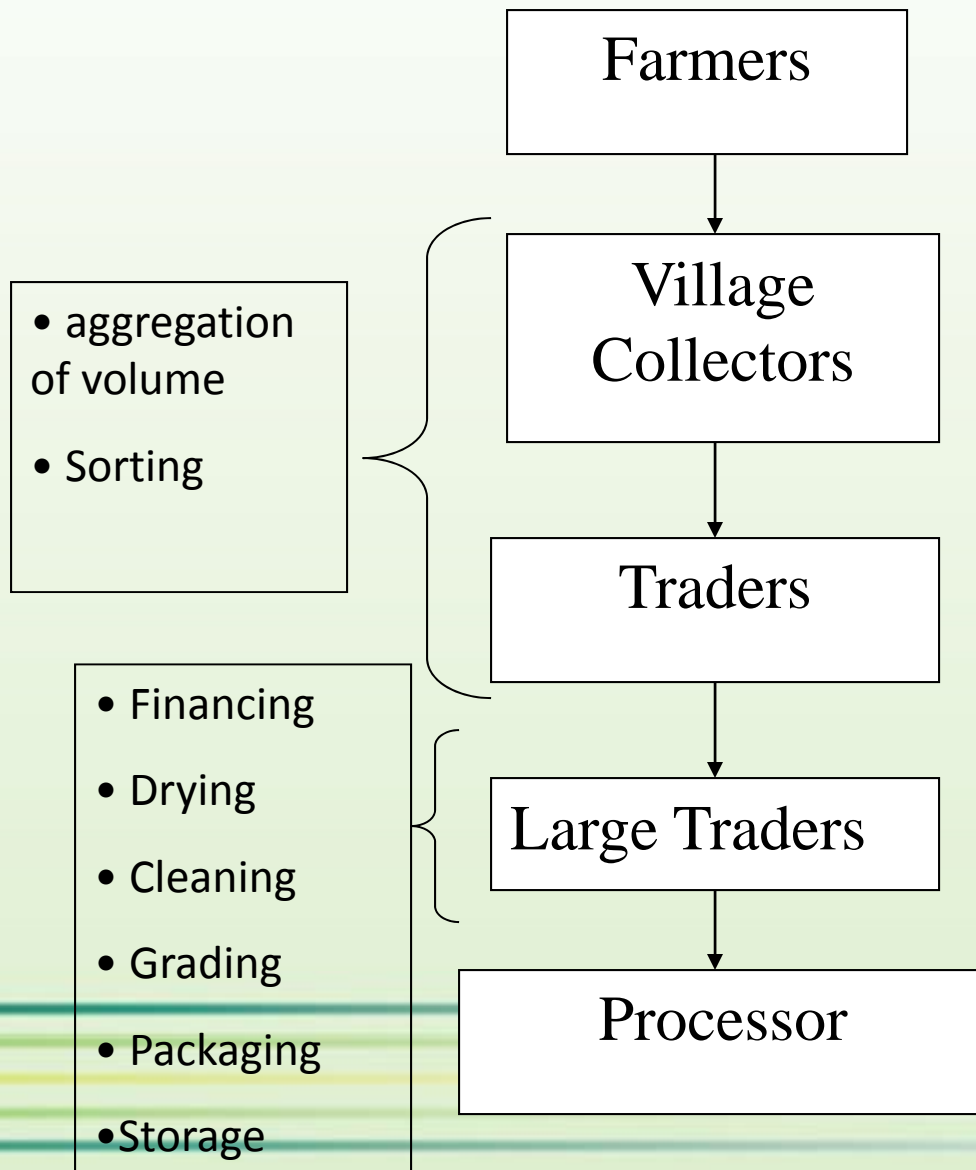 Farmers
Village
Collectors
• aggregation
of volume
• Sorting
Traders
• Financing
• Drying
• Cleaning
• Grading
• Packaging
•Storage
Large Traders
Processor